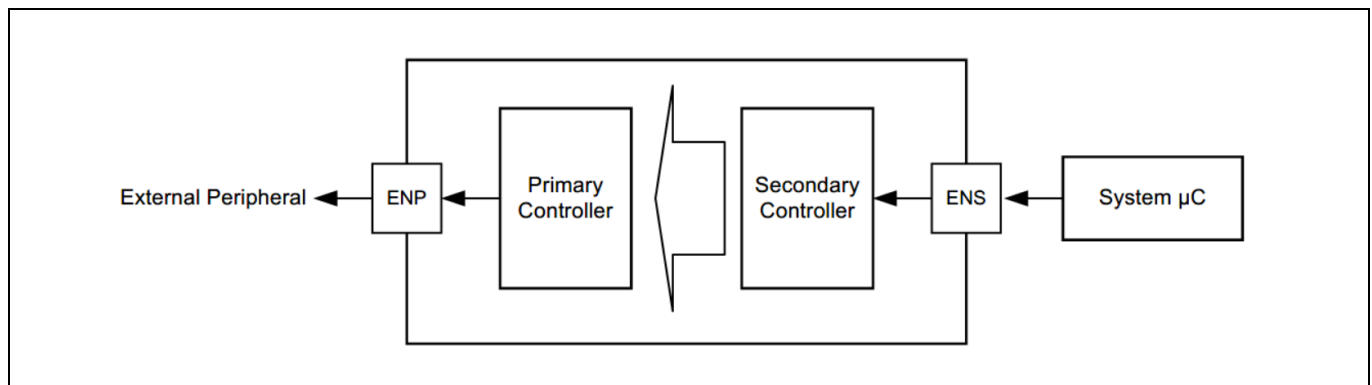 External Peripheral
ENP
Primary
Controller
Secondary
Controller
ENS
System µC